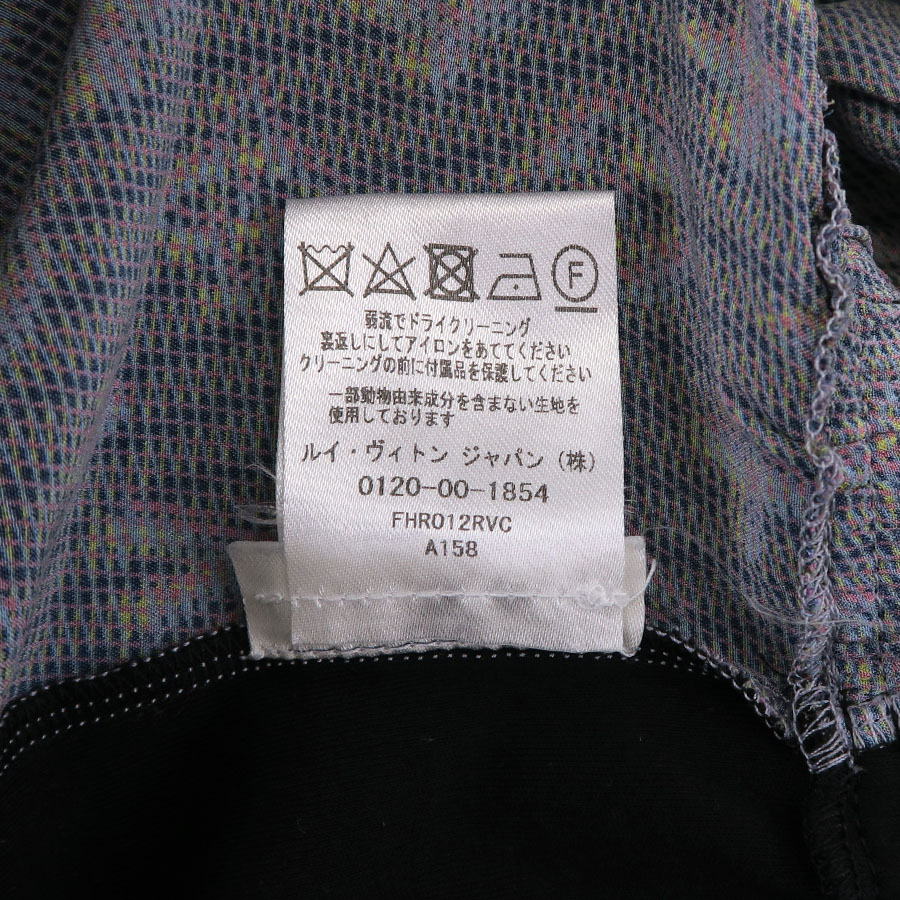 F
弱流でドライクリーニング
裏返しにしてアイロンをあててください
クリーニングの前に付属品を保護してください
一部動物由来成分を含まない生地を
使用しております
ルイ・ヴィトン ジャパン (株)
0120-00-1854
FHR012RVC
A158